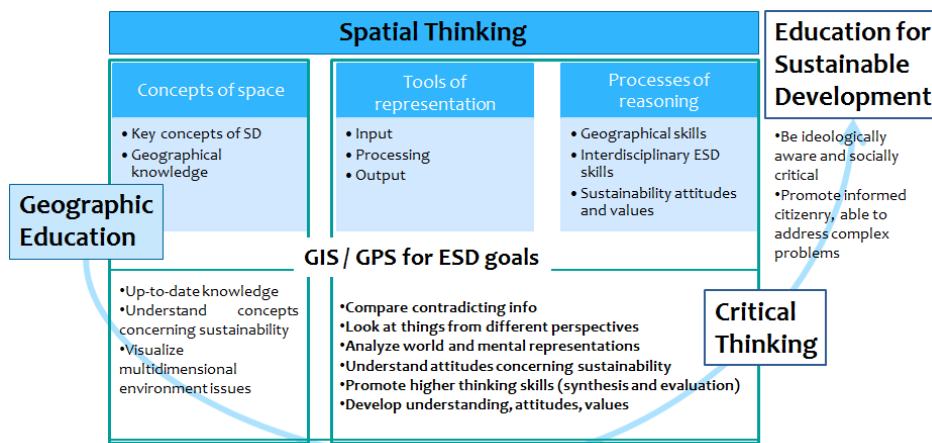 Spatial Thinking
Concepts of space
• Key concepts of SD
• Geographical
knowledge
Tools of
representation
• Input
• Processing
• Output
Processes of
reasoning
• Geographical skills
• Interdisciplinary ESD
skills
• Sustainability attitudes
and values
Education for
Sustainable
Development
•Be ideologically
aware and socially
critical
•Promote informed
citizenry, able to
address complex
problems
Geographic
Education
GIS / GPS for ESD goals
•Up-to-date knowledge
•Understand concepts
concerning sustainability
•Visualize
multidimensional
environment issues
•Compare contradicting info
•Look at things from different perspectives
•Analyze world and mental representations
•Understand attitudes concerning sustainability
•Promote higher thinking skills (synthesis and evaluation)
•Develop understanding, attitudes, values
Critical
Thinking